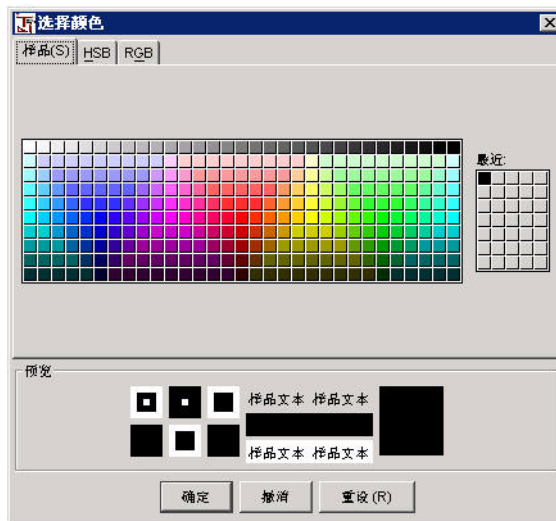 选择颜色
样品(S) HSB RGB
最近:
预览
样品文本 样品文本
样品文本 样品文本
确定 撤消 重设(R)